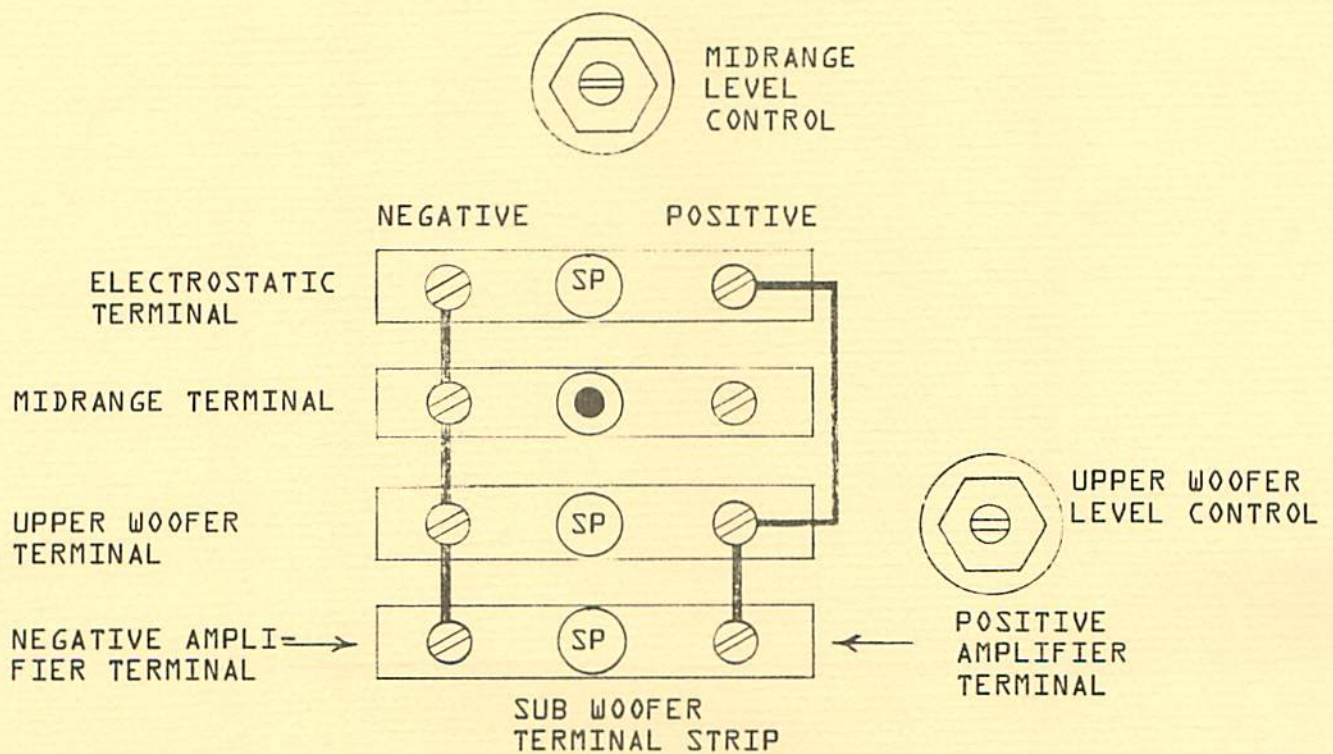 MIDRANGE
LEVEL
CONTROL
NEGATIVE
POSITIVE
ELECTROSTATIC
TERMINAL
SP
MIDRANGE TERMINAL
UPPER WOOFER
TERMINAL
SP
UPPER WOOFER
LEVEL CONTROL
NEGATIVE AMPLI-
FIER TERMINAL
SP
POSITIVE
AMPLIFIER
TERMINAL
SUB WOOFER
TERMINAL STRIP